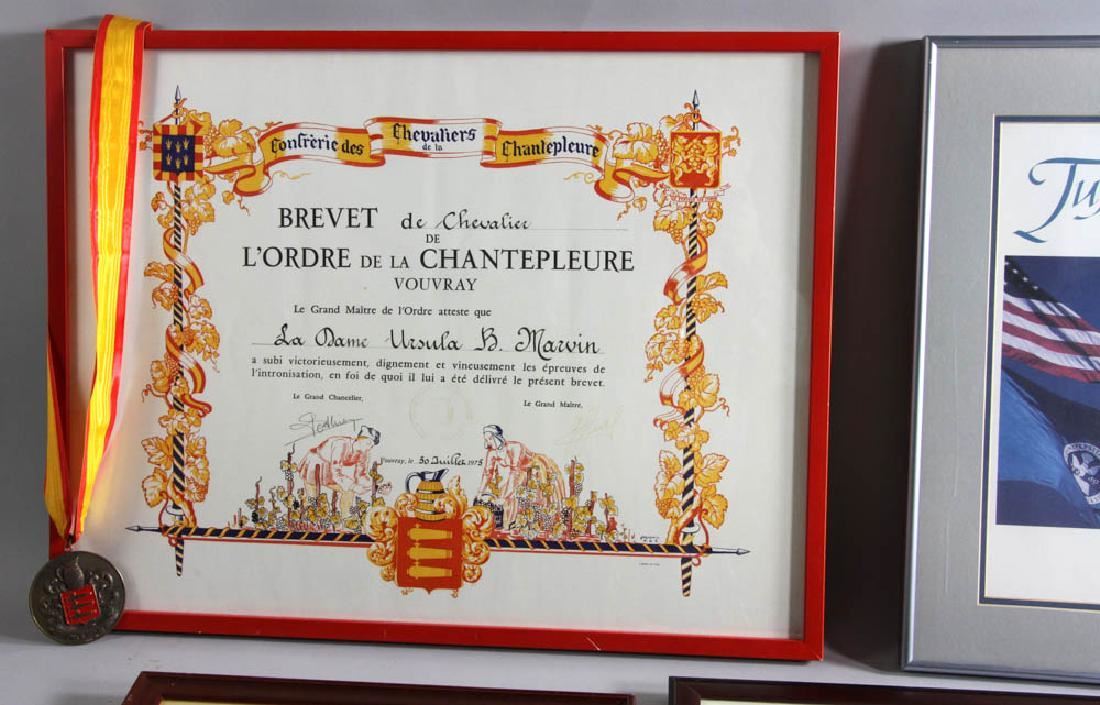 Confrèrie des Chevaliers de la Chantepleure
BREVET de Chevalier
DE
L'ORDRE DE LA CHANTEPLEURE
VOUVRAY
Le Grand Maître de l'Ordre atteste que
La Dame Ursula B. Marvin
a subi victorieusement, dignement et vineusement les épreuves de
l'intronisation, en foi de quoi il lui a été délivré le présent brevet.
Le Grand Chancelier, Le Grand Maître,
Vouvray, le 30 Juillet 1975